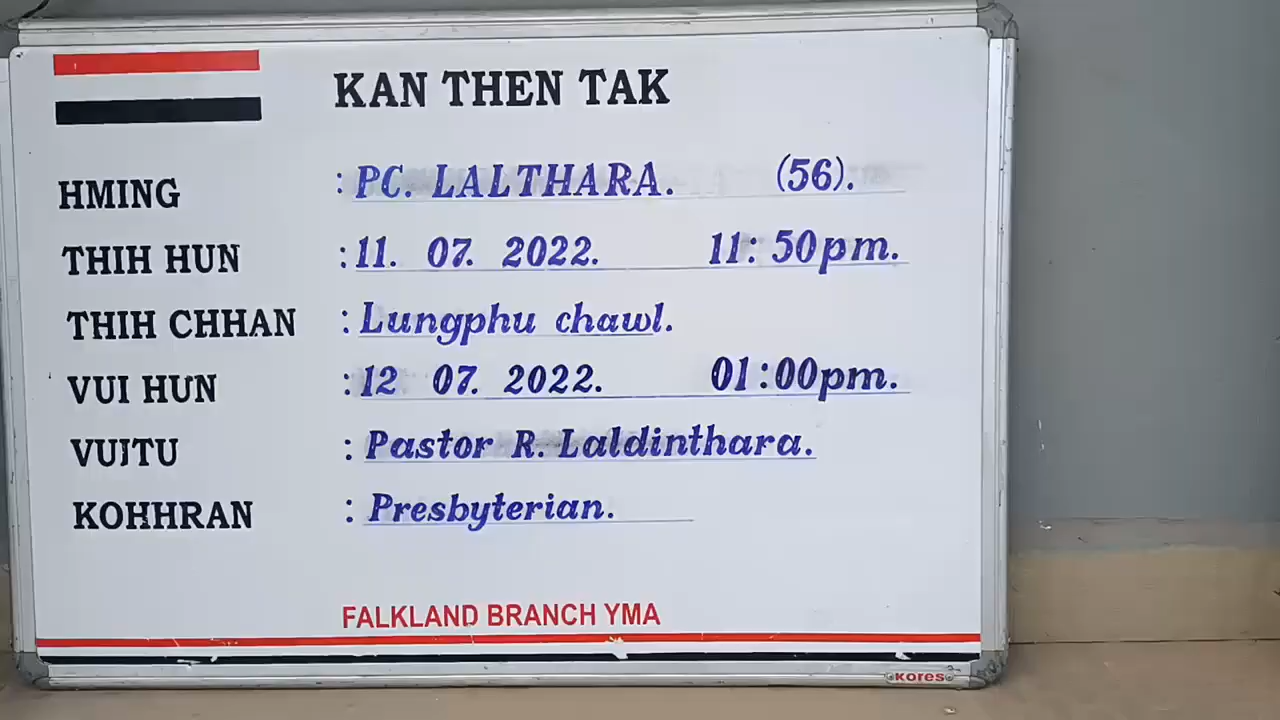 KAN THEN TAK
HMING : PC. LALTHARA. (56).
THIH HUN : 11. 07. 2022. 11:50pm.
THIH CHHAN : Lungphu chawl.
VUI HUN : 12 07. 2022. 01:00pm.
VUITU : Pastor R. Laldinthara.
KOHHRAN : Presbyterian.
FALKLAND BRANCH YMA
kores